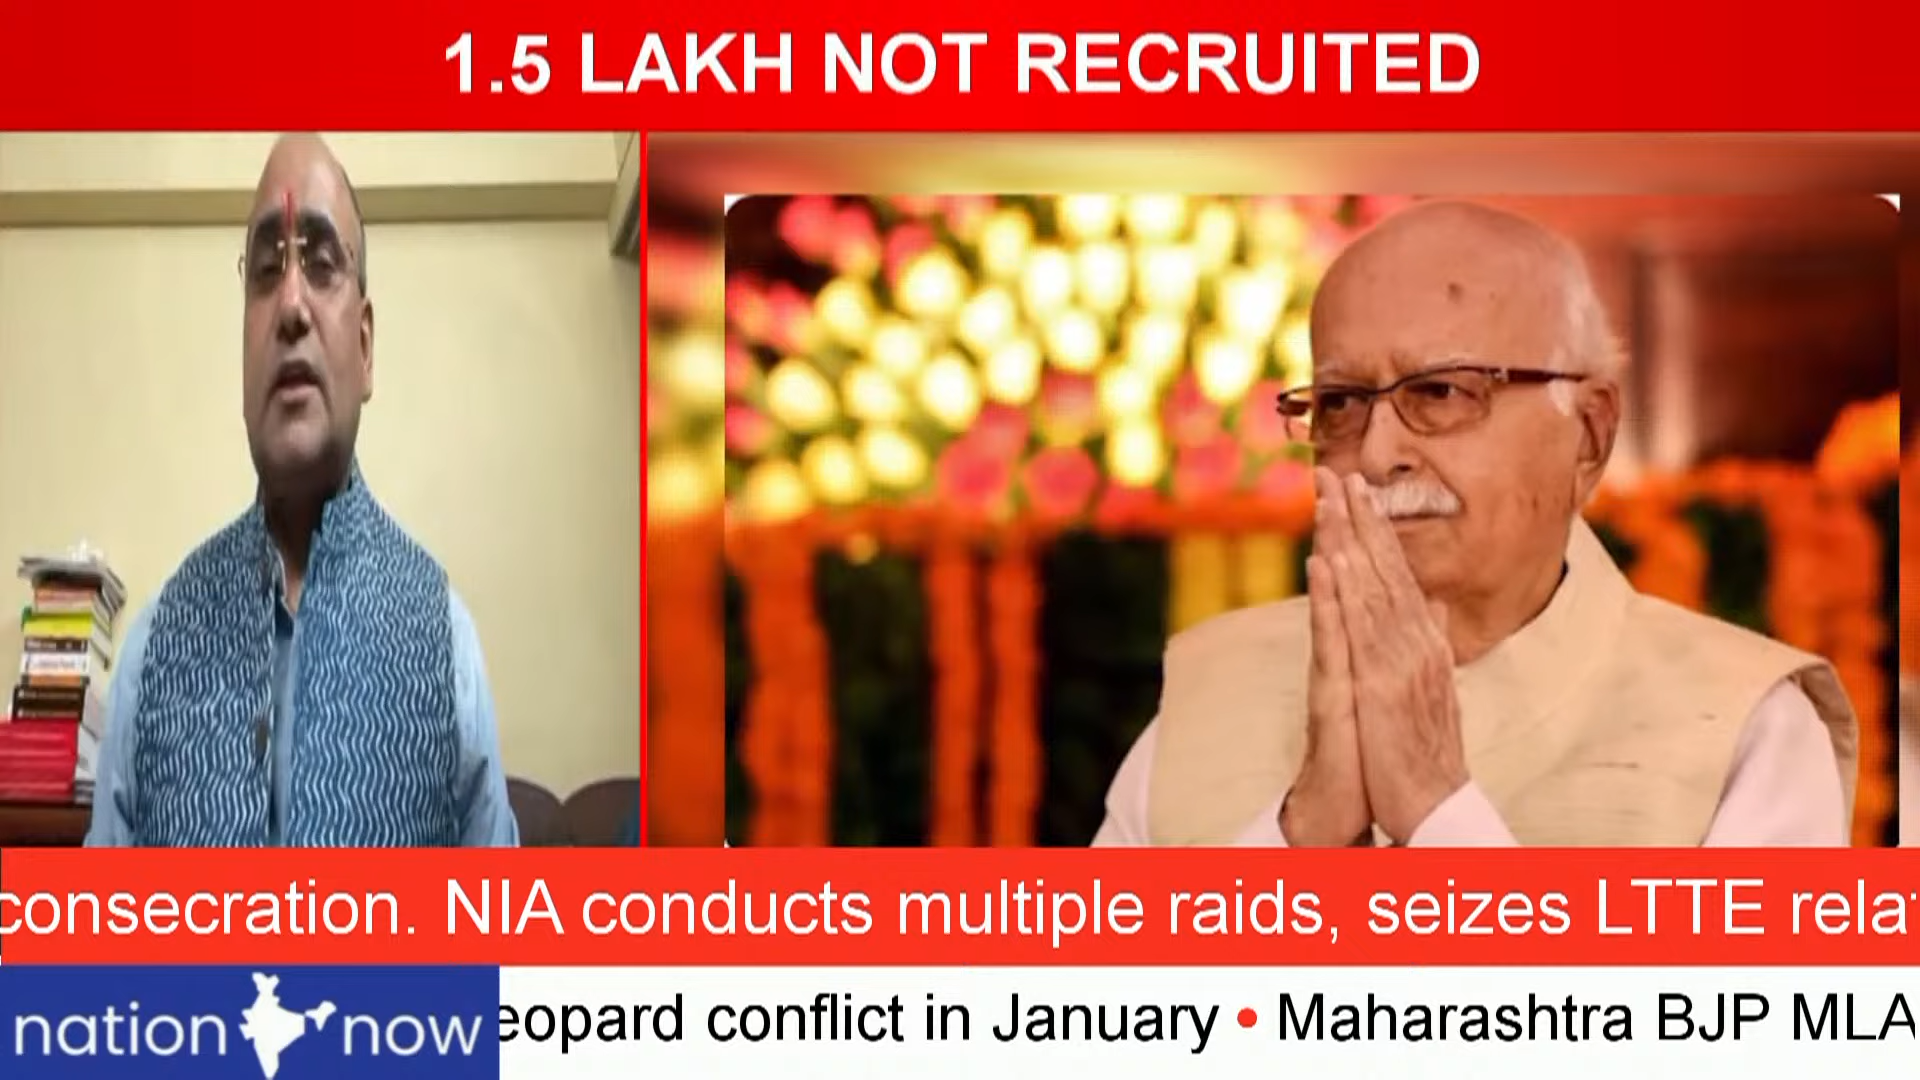 1.5 LAKH NOT RECRUITED
consecration. NIA conducts multiple raids, seizes LTTE relat
nation now
eopard conflict in January • Maharashtra BJP MLA